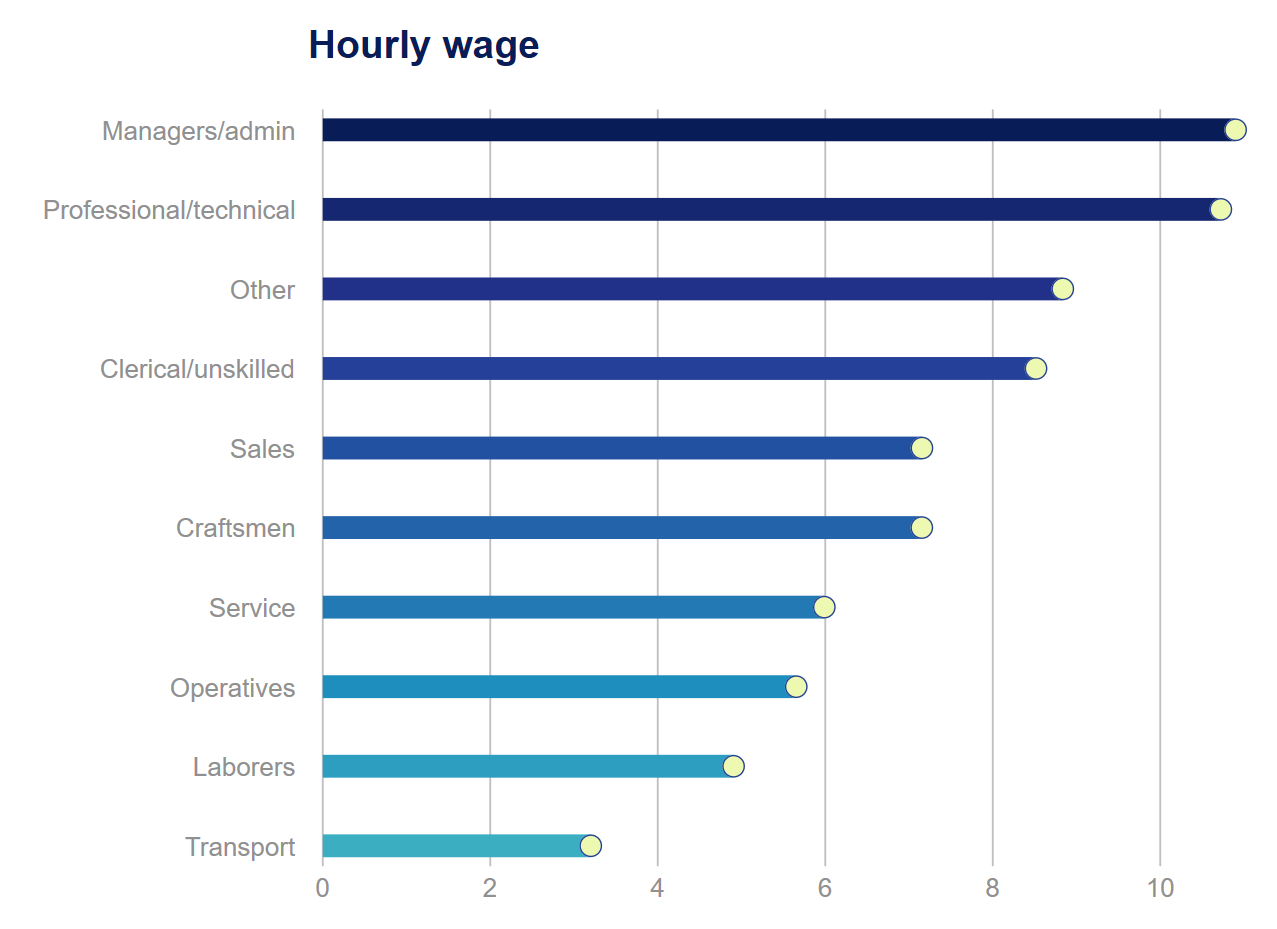 Hourly wage
Managers/admin
Professional/technical
Other
Clerical/unskilled
Sales
Craftsmen
Service
Operatives
Laborers
Transport
0 2 4 6 8 10